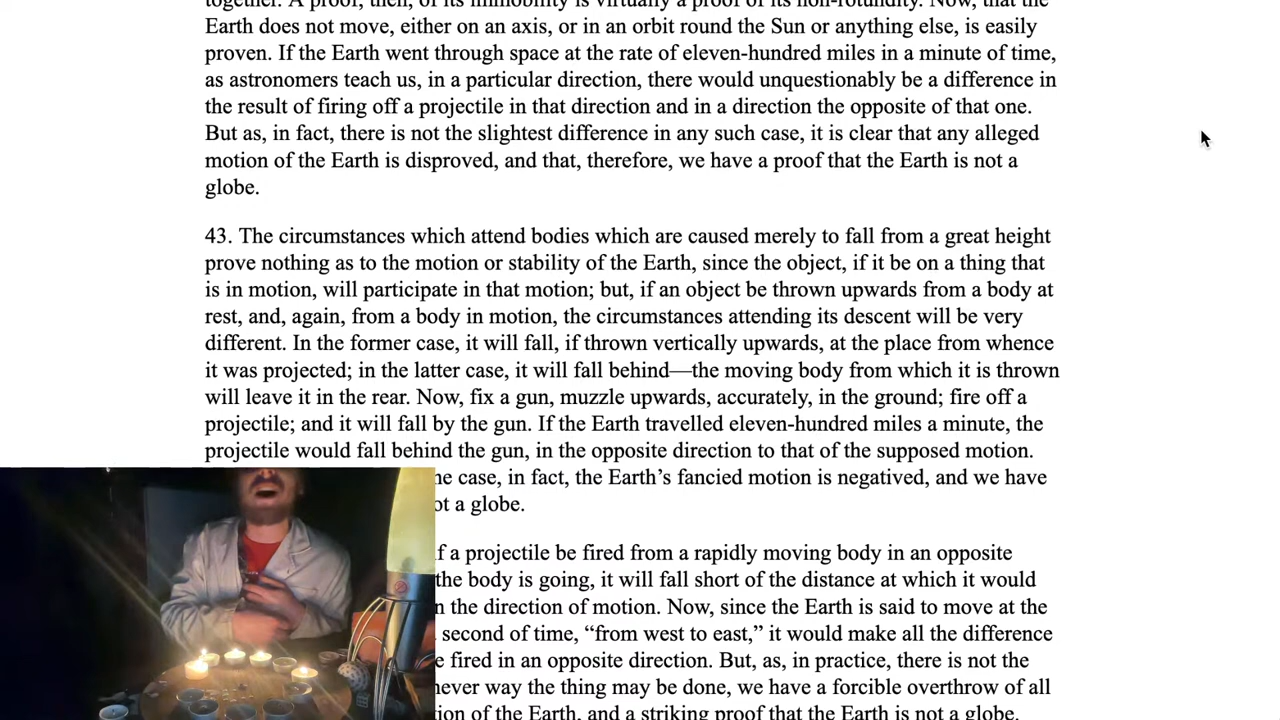 together. A proof, then, of its immobility is virtually a proof of its non-rotundity. Now, that the
Earth does not move, either on an axis, or in an orbit round the Sun or anything else, is easily
proven. If the Earth went through space at the rate of eleven-hundred miles in a minute of time,
as astronomers teach us, in a particular direction, there would unquestionably be a difference in
the result of firing off a projectile in that direction and in a direction the opposite of that one.
But as, in fact, there is not the slightest difference in any such case, it is clear that any alleged
motion of the Earth is disproved, and that, therefore, we have a proof that the Earth is not a
globe.
43. The circumstances which attend bodies which are caused merely to fall from a great height
prove nothing as to the motion or stability of the Earth, since the object, if it be on a thing that
is in motion, will participate in that motion; but, if an object be thrown upwards from a body at
rest, and, again, from a body in motion, the circumstances attending its descent will be very
different. In the former case, it will fall, if thrown vertically upwards, at the place from whence
it was projected; in the latter case, it will fall behind—the moving body from which it is thrown
will leave it in the rear. Now, fix a gun, muzzle upwards, accurately, in the ground; fire off a
projectile; and it will fall by the gun. If the Earth travelled eleven-hundred miles a minute, the
projectile would fall behind the gun, in the opposite direction to that of the supposed motion.
case, in fact, the Earth's fancied motion is negatived, and we have
a globe.
a projectile be fired from a rapidly moving body in an opposite
the body is going, it will fall short of the distance at which it would
the direction of motion. Now, since the Earth is said to move at the
second of time, “from west to east,” it would make all the difference
fired in an opposite direction. But, as, in practice, there is not the
way the thing may be done, we have a forcible overthrow of all
of the Earth, and a striking proof that the Earth is not a globe.